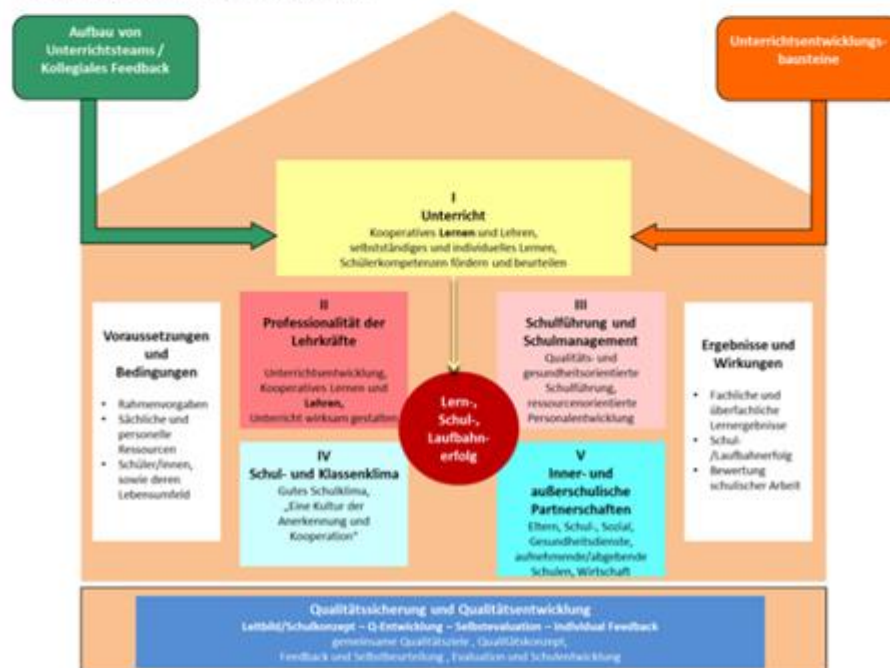 Aufbau von
Unterrichtsteams /
Kollegiales Feedback
Unterrichtsentwicklungs-
bausteine
I
Unterricht
Kooperatives Lernen und Lehren,
selbstständiges und individuelles Lernen,
Schülerkompetenzen fördern und beurteilen
Voraussetzungen
und
Bedingungen
• Rahmenvorgaben
• Sächliche und
personelle
Ressourcen
• Schüler/innen,
sowie deren
Lebensumfeld
II
Professionalität der
Lehrkräfte
Unterrichtsentwicklung,
Kooperatives Lernen und
Lehren,
Unterricht wirksam gestalten
III
Schulführung und
Schulmanagement
Qualitäts- und
gesundheitsorientierte
Schulführung,
ressourcenorientierte
Personalentwicklung
Lern-,
Schul-,
Laufbahn-
erfolg
IV
Schul- und Klassenklima
Gutes Schulklima,
„Eine Kultur der
Anerkennung und
Kooperation“
V
Inner- und
außerschulische
Partnerschaften
Eltern, Schul-, Sozial,
Gesundheitsdienste,
aufnehmende/abgebende
Schulen, Wirtschaft
Ergebnisse und
Wirkungen
• Fachliche und
überfachliche
Lernergebnisse
• Schul-
/Laufbahnerfolg
• Bewertung
schulischer Arbeit
Qualitätssicherung und Qualitätsentwicklung
Leitbild/Schulkonzept – Q-Entwicklung – Selbstevaluation – Individual Feedback
gemeinsame Qualitätsziele , Qualitätskonzept,
Feedback und Selbstbeurteilung , Evaluation und Schulentwicklung